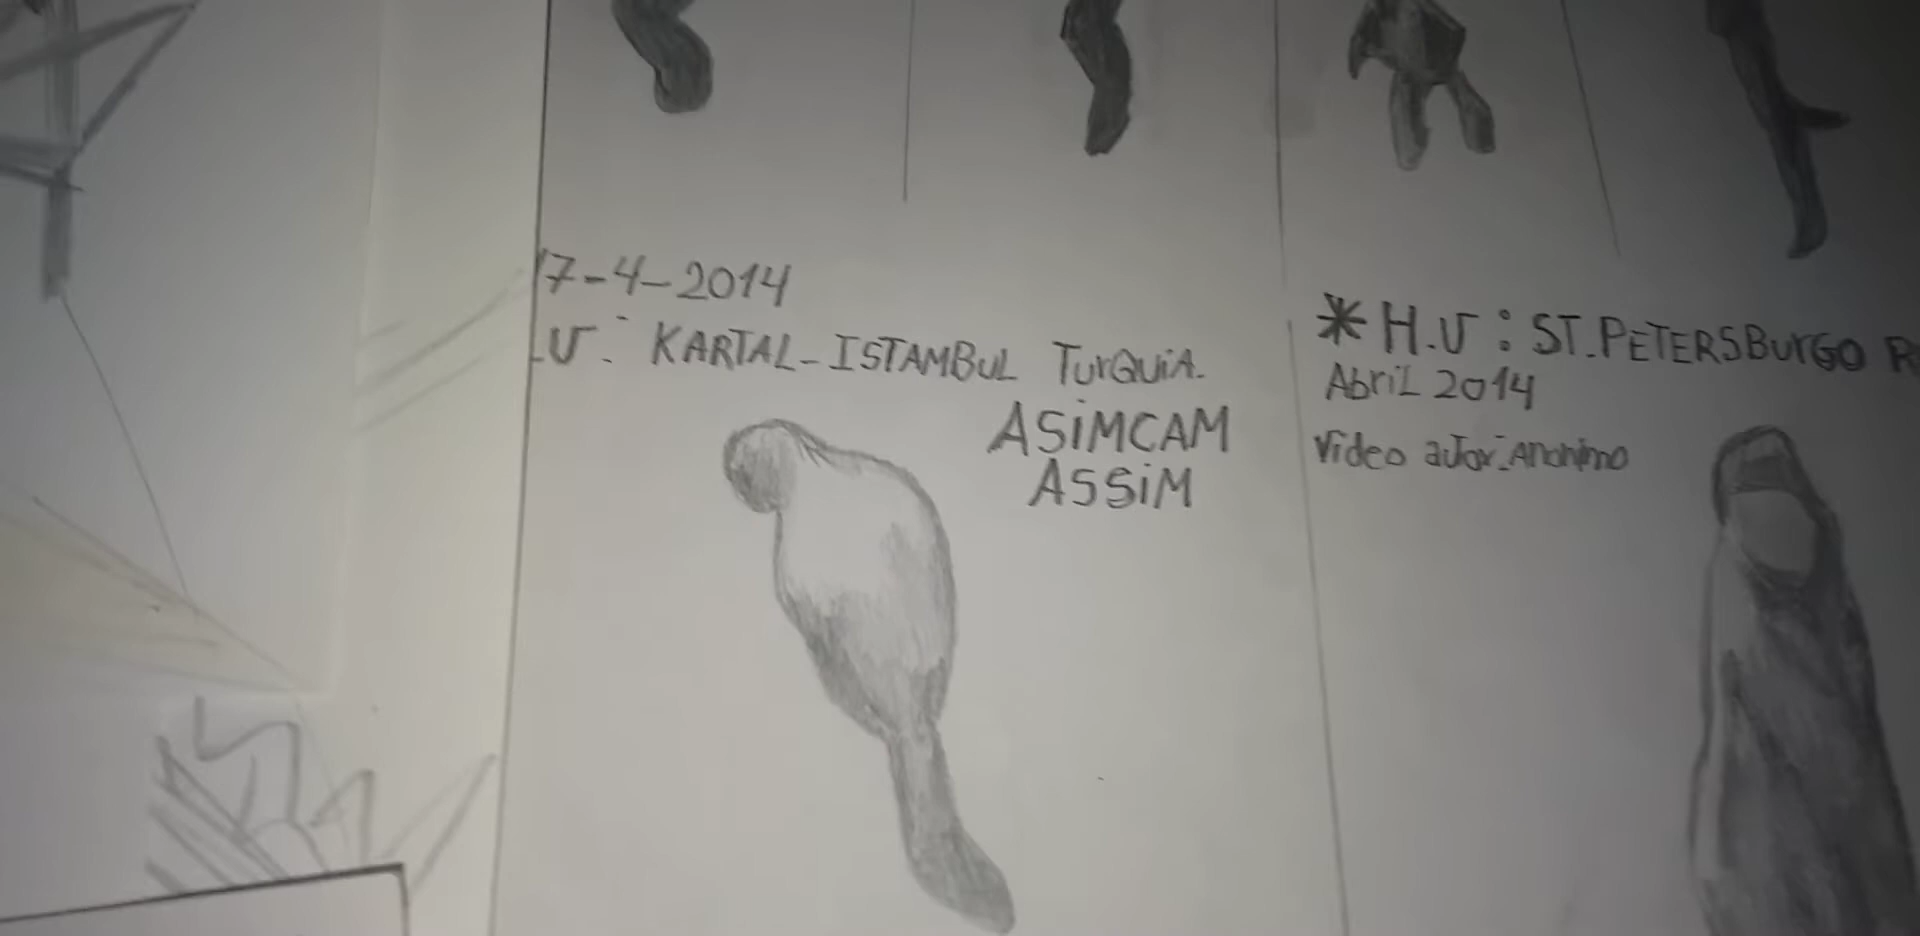 7-4-2014
.U: KARTAL-ISTAMBUL TurQuiA.
ASiMCAM
ASSiM
* H.U: ST.PETERSBurGO
AbriL 2014
Video autor: Anonimo